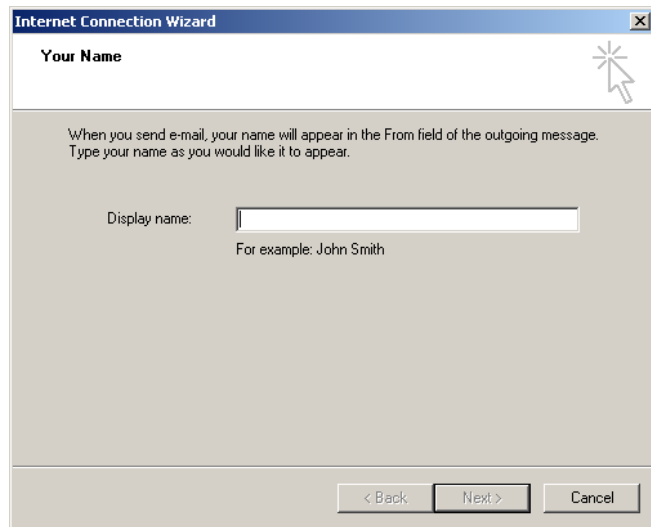 Internet Connection Wizard
Your Name
When you send e-mail, your name will appear in the From field of the outgoing message.
Type your name as you would like it to appear.
Display name:
For example: John Smith
< Back
Next >
Cancel